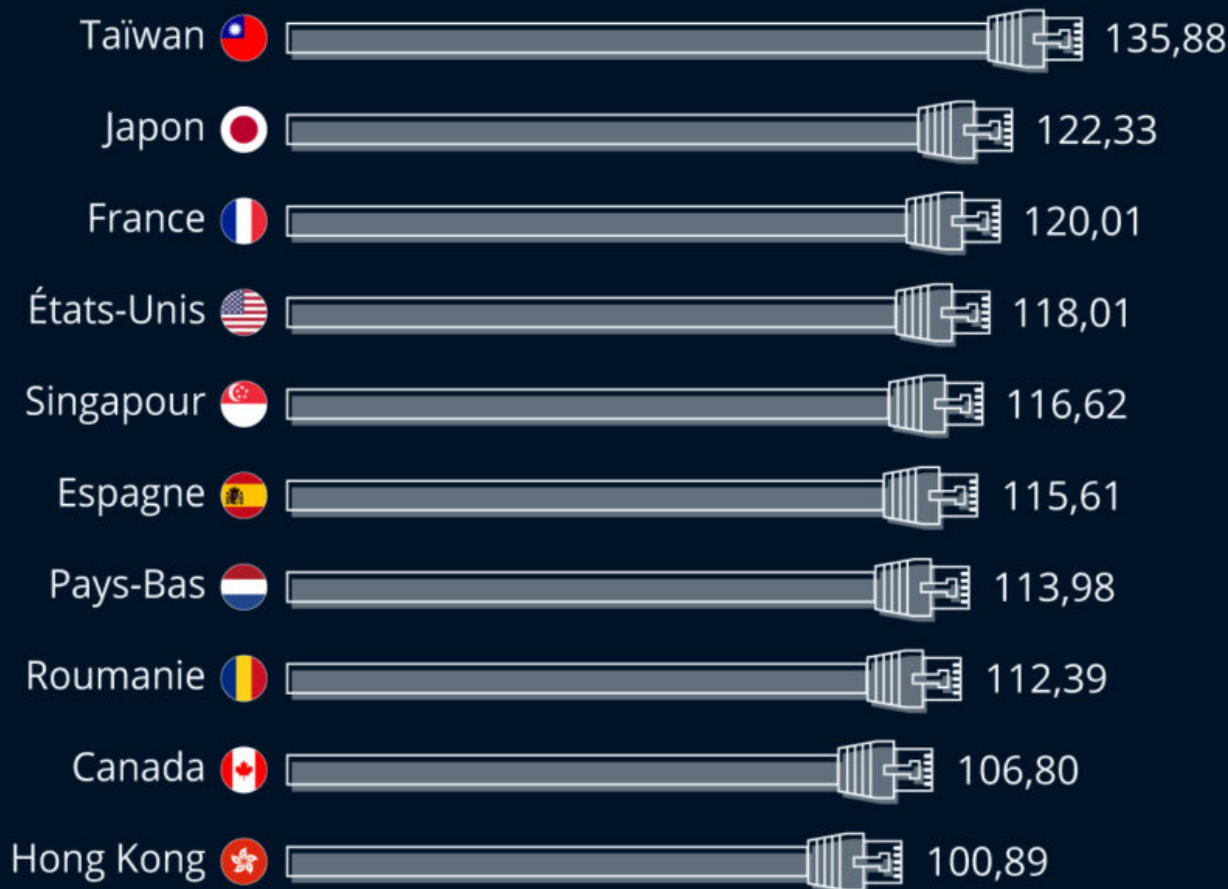 Taïwan 135,88
Japon 122,33
France 120,01
États-Unis 118,01
Singapour 116,62
Espagne 115,61
Pays-Bas 113,98
Roumanie 112,39
Canada 106,80
Hong Kong 100,89